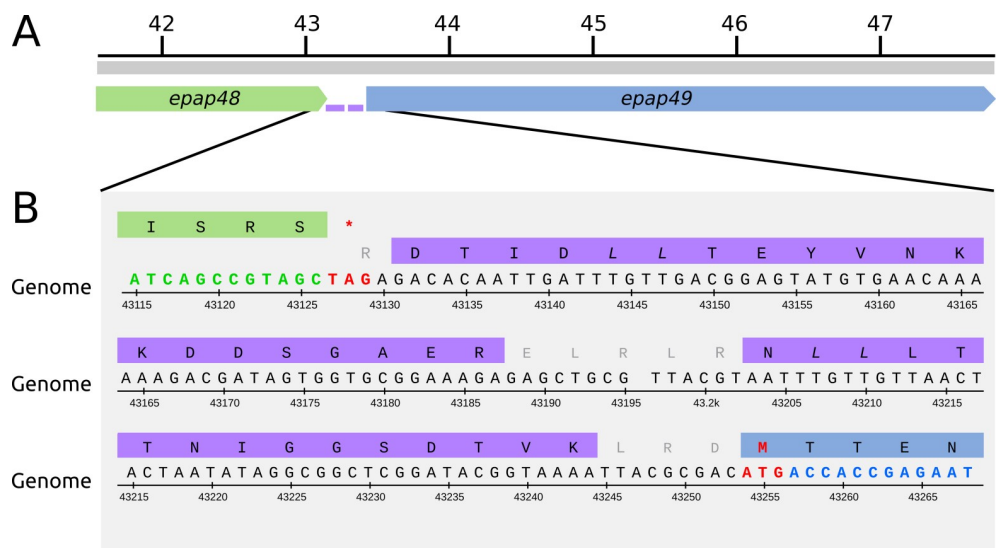 A
42 43 44 45 46 47
epap48 epap49
B
I S R S *
R D T I D L L T E Y V N K
Genome ATCAGCCGTAGCTAGAGACACAATTGATTTGTTGACGGAGTATGTGAACAAA
43115 43120 43125 43130 43135 43140 43145 43150 43155 43160 43165
K D D S G A E R E L R L R N L L L T
Genome AAAGACGATAGTGGTGCGGAAAGAGAGCTGCG TTACGTAATTTGTTGTTAACT
43165 43170 43175 43180 43185 43190 43195 43.2k 43205 43210 43215
T N I G G S D T V K L R D M T T E N
Genome ACTAATATAGGCGGCTCGGATACGGTAAAATTACGCGACATGACCACCGAGAAT
43215 43220 43225 43230 43235 43240 43245 43250 43255 43260 43265